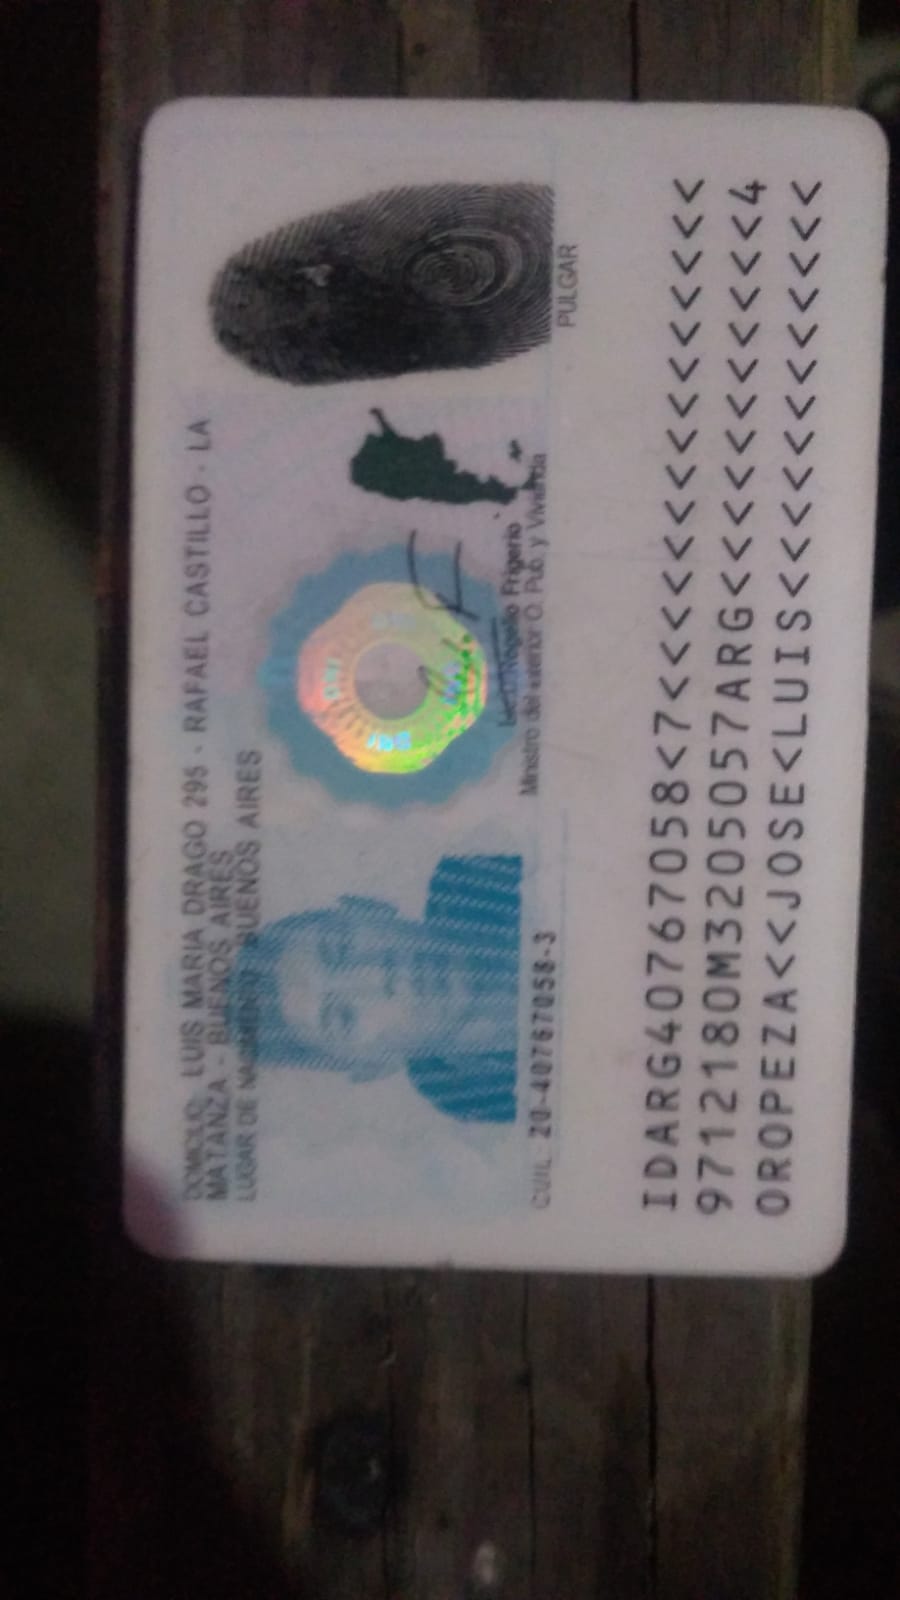 DOMICILIO: LUIS MARIA DRAGO 295 - RAFAEL CASTILLO - LA
MATANZA - BUENOS AIRES
LUGAR DE NACIMIENTO: BUENOS AIRES
Rogelio Frigerio
Ministro del Interior O. Pub. y Vivienda
CUIL: 20-40767058-3
PULGAR
IDARG40767058<7<<<<<<<<<<<<<<<
9712180M3205057ARG<<<<<<<<<<<4
OROPEZA<<JOSE<LUIS<<<<<<<<<<<<